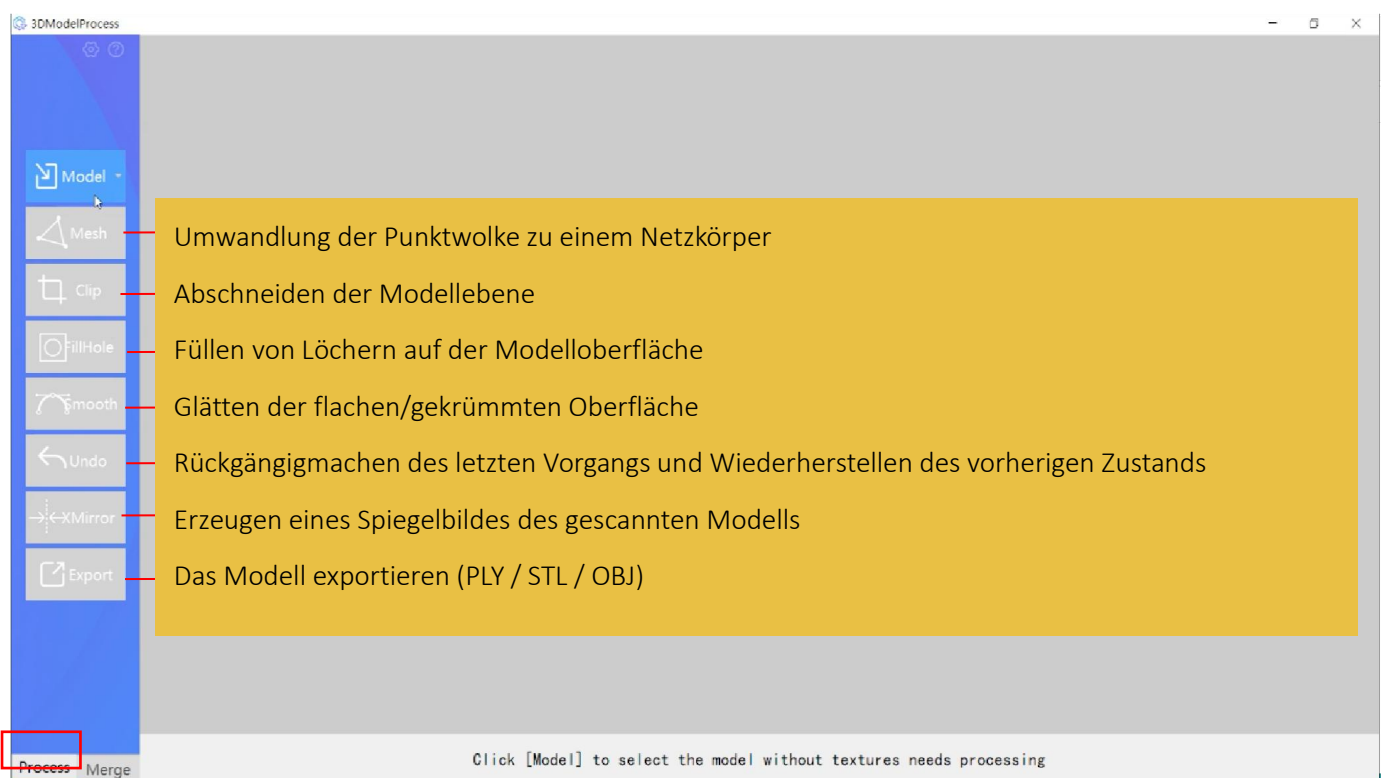 3DModelProcess
Model
Mesh
Umwandlung der Punktwolke zu einem Netzkörper
Clip
Abschneiden der Modellebene
FillHole
Füllen von Löchern auf der Modelloberfläche
Smooth
Glätten der flachen/gekrümmten Oberfläche
Undo
Rückgängigmachen des letzten Vorgangs und Wiederherstellen des vorherigen Zustands
XMirror
Erzeugen eines Spiegelbildes des gescannten Modells
Export
Das Modell exportieren (PLY / STL / OBJ)
Click [Model] to select the model without textures needs processing
Process Merge